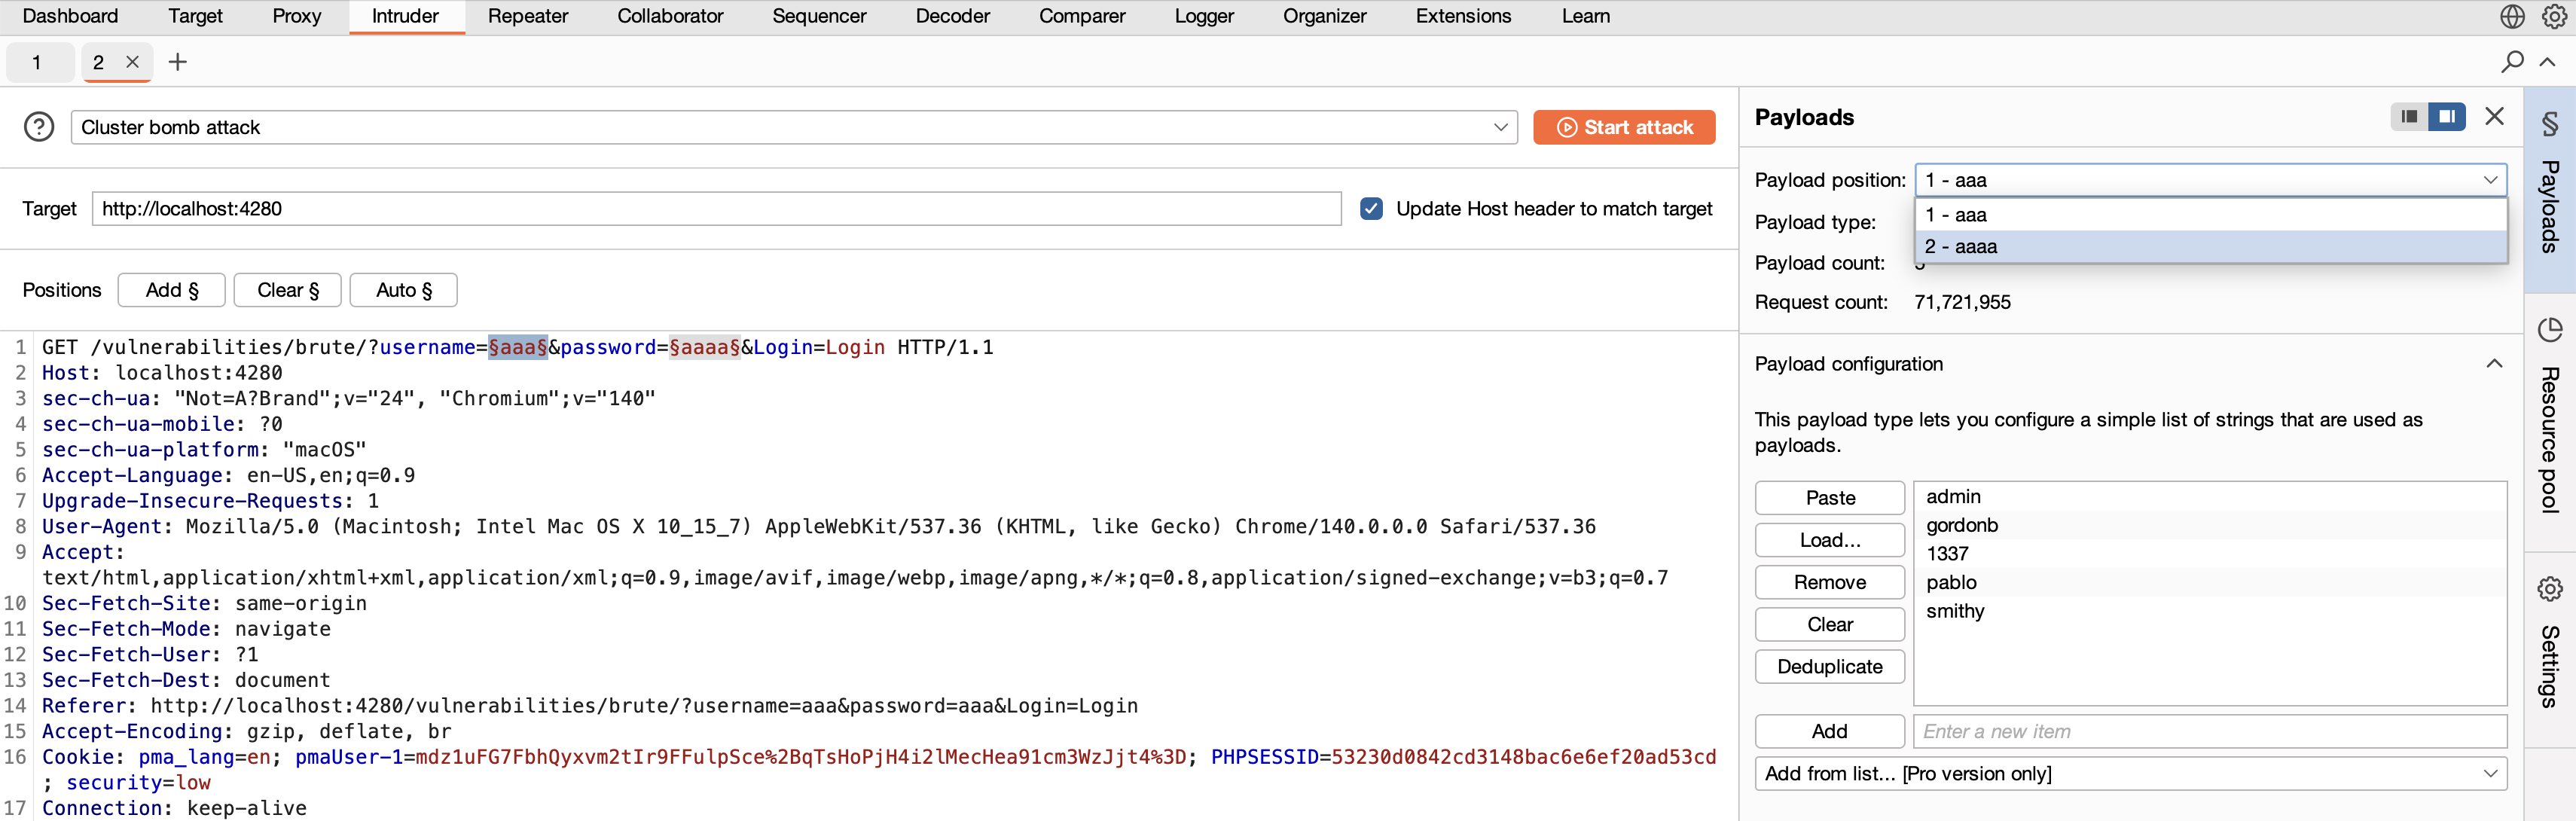 Dashboard Target Proxy Intruder Repeater Collaborator Sequencer Decoder Comparer Logger Organizer Extensions Learn
1 2
Cluster bomb attack
Start attack
Target http://localhost:4280 Update Host header to match target
Positions Add § Clear § Auto §
1 GET /vulnerabilities/brute/?username=§aaa§&password=§aaaa§&Login=Login HTTP/1.1
2 Host: localhost:4280
3 sec-ch-ua: "Not=A?Brand";v="24", "Chromium";v="140"
4 sec-ch-ua-mobile: ?0
5 sec-ch-ua-platform: "macOS"
6 Accept-Language: en-US,en;q=0.9
7 Upgrade-Insecure-Requests: 1
8 User-Agent: Mozilla/5.0 (Macintosh; Intel Mac OS X 10_15_7) AppleWebKit/537.36 (KHTML, like Gecko) Chrome/140.0.0.0 Safari/537.36
9 Accept:
text/html,application/xhtml+xml,application/xml;q=0.9,image/avif,image/webp,image/apng,*/*;q=0.8,application/signed-exchange;v=b3;q=0.7
10 Sec-Fetch-Site: same-origin
11 Sec-Fetch-Mode: navigate
12 Sec-Fetch-User: ?1
13 Sec-Fetch-Dest: document
14 Referer: http://localhost:4280/vulnerabilities/brute/?username=aaa&password=aaa&Login=Login
15 Accept-Encoding: gzip, deflate, br
16 Cookie: pma_lang=en; pmaUser-1=mdz1uFG7FbhQyxvm2tIr9FFulpSce%2BqTsHoPjH4i2lMecHea91cm3WzJjt4%3D; PHPSESSID=53230d0842cd3148bac6e6ef20ad53cd
; security=low
17 Connection: keep-alive
Payloads
Payload position: 1 - aaa
1 - aaa
2 - aaaa
Payload type:
Payload count:
Request count: 71,721,955
Payload configuration
This payload type lets you configure a simple list of strings that are used as
payloads.
Paste
Load...
Remove
Clear
Deduplicate
admin
gordonb
1337
pablo
smithy
Add Enter a new item
Add from list... [Pro version only]
§ Payloads
Resource pool
Settings